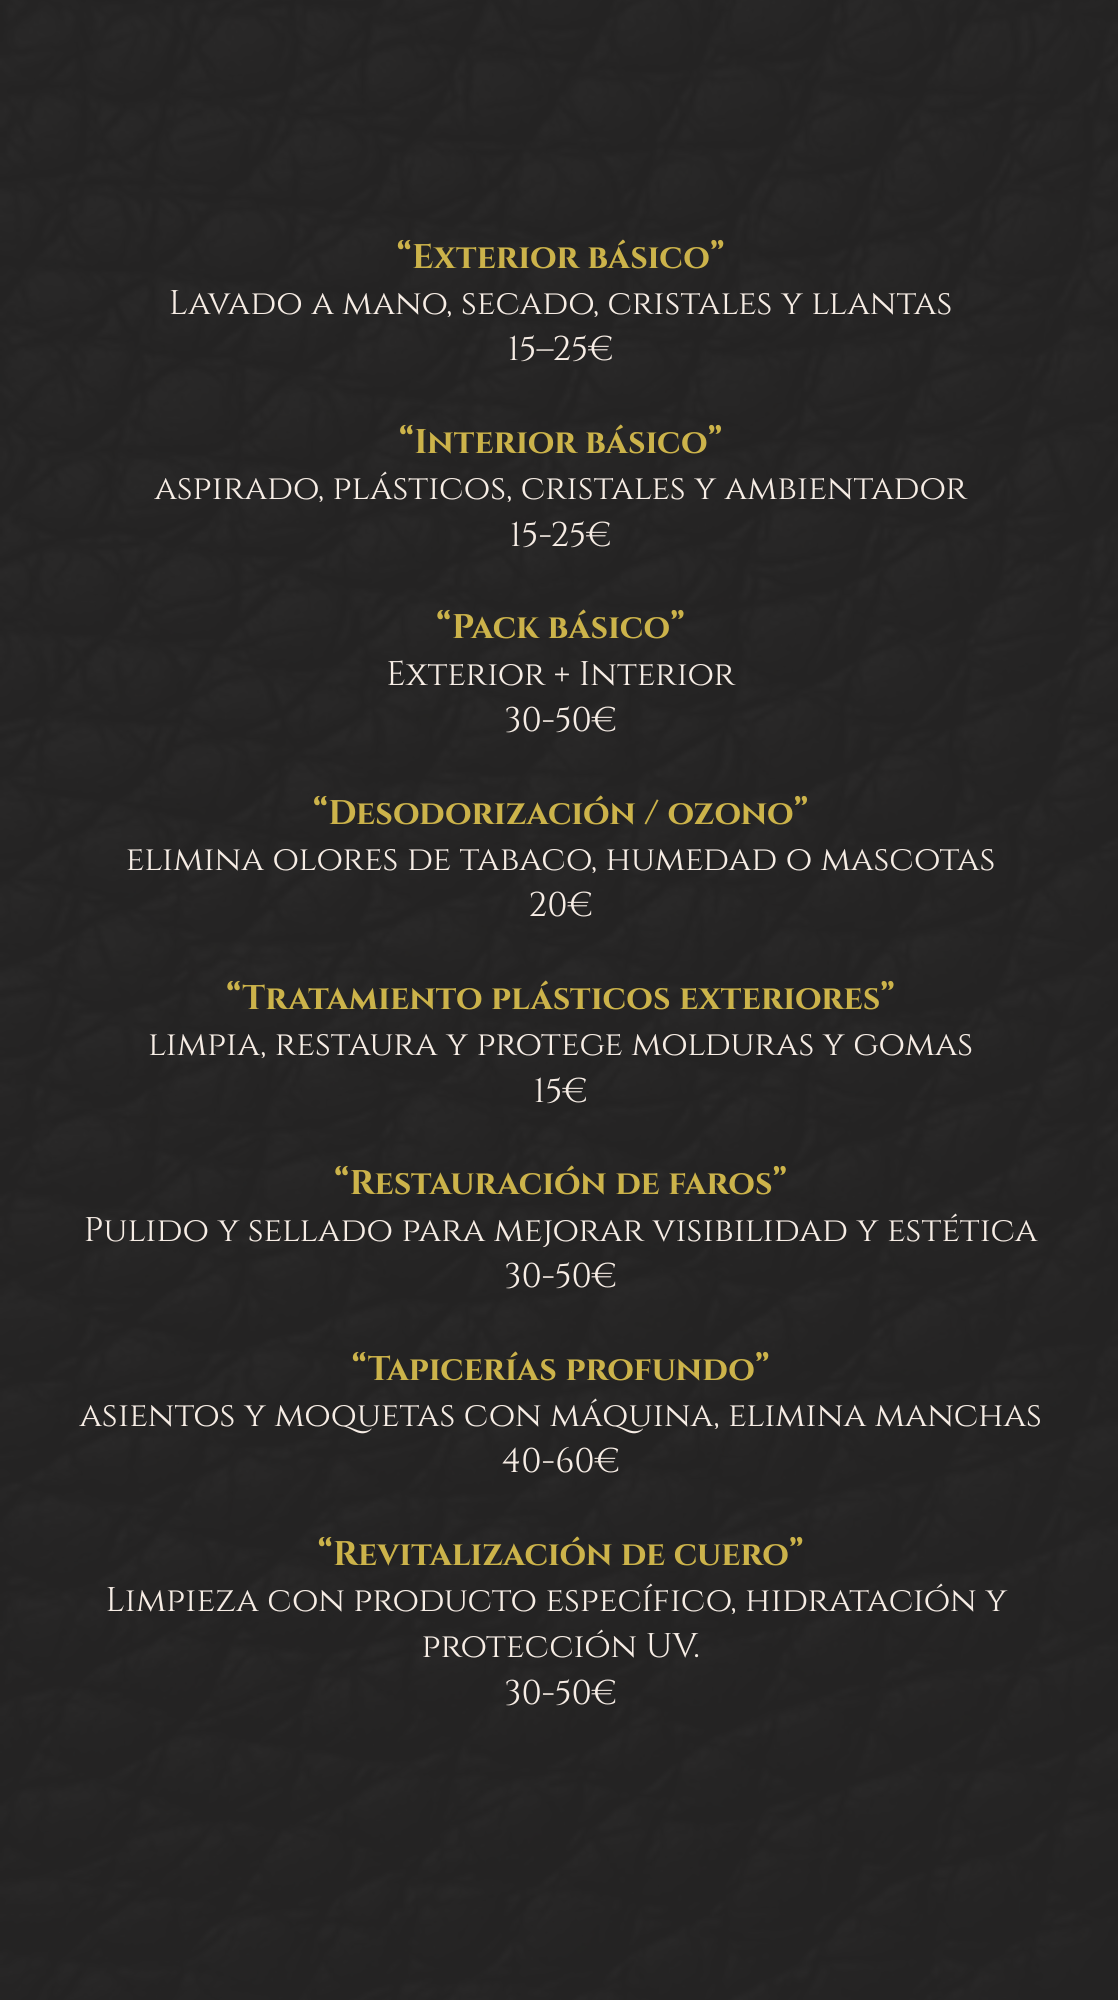 “Exterior básico”
Lavado a mano, secado, cristales y llantas
15–25€
“Interior básico”
aspirado, plásticos, cristales y ambientador
15-25€
“Pack básico”
Exterior + Interior
30-50€
“Desodorización / ozono”
elimina olores de tabaco, humedad o mascotas
20€
“Tratamiento plásticos exteriores”
limpia, restaura y protege molduras y gomas
15€
“Restauración de faros”
Pulido y sellado para mejorar visibilidad y estética
30-50€
“Tapicerías profundo”
asientos y moquetas con máquina, elimina manchas
40-60€
“Revitalización de cuero”
Limpieza con producto específico, hidratación y
protección UV.
30-50€